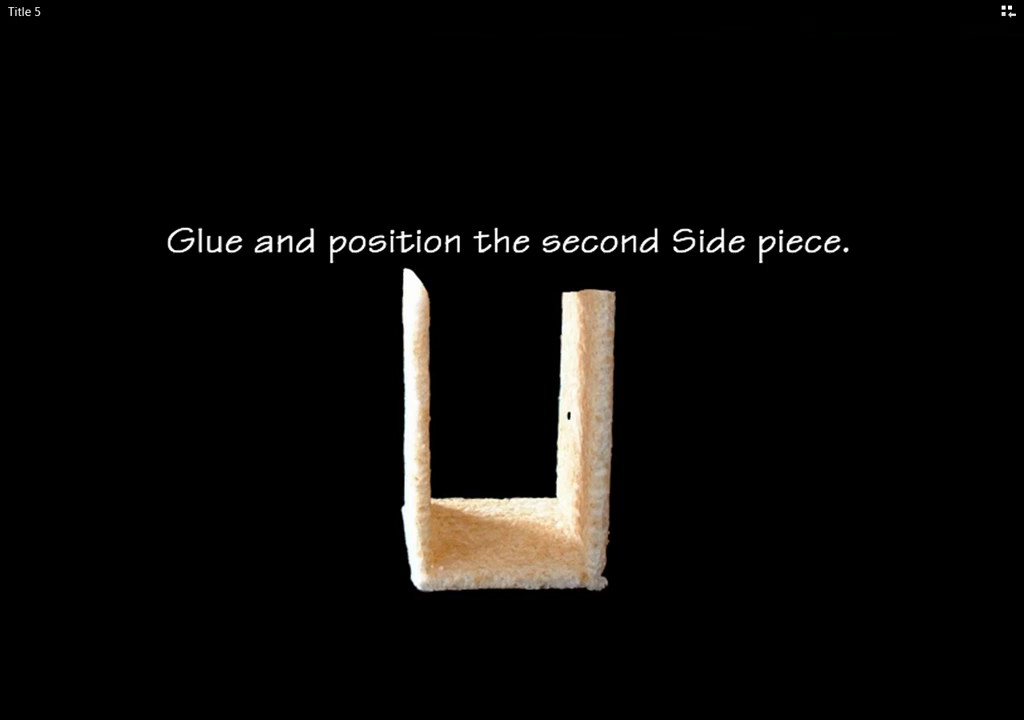 Title 5
Glue and position the second Side piece.